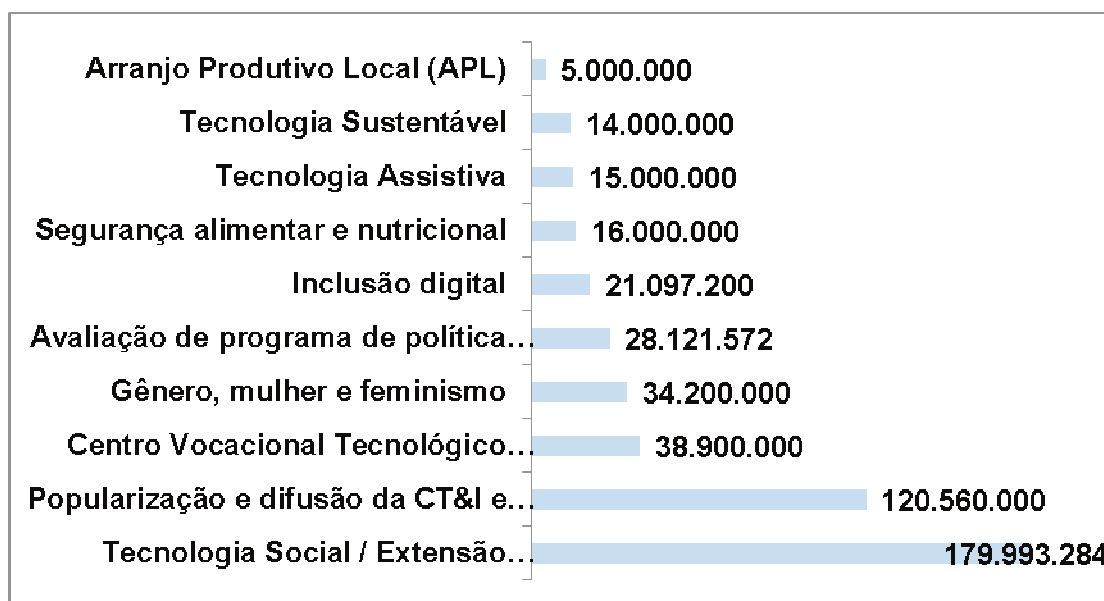 Arranjo Produtivo Local (APL) 5.000.000
Tecnologia Sustentável 14.000.000
Tecnologia Assistiva 15.000.000
Segurança alimentar e nutricional 16.000.000
Inclusão digital 21.097.200
Avaliação de programa de política... 28.121.572
Gênero, mulher e feminismo 34.200.000
Centro Vocacional Tecnológico... 38.900.000
Popularização e difusão da CT&I e... 120.560.000
Tecnologia Social / Extensão... 179.993.284